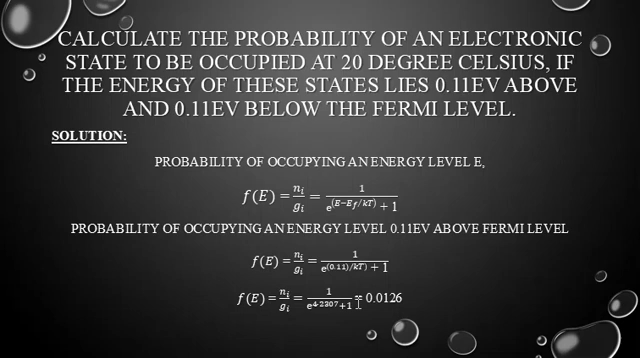 CALCULATE THE PROBABILITY OF AN ELECTRONIC
STATE TO BE OCCUPIED AT 20 DEGREE CELSIUS, IF
THE ENERGY OF THESE STATES LIES 0.11EV ABOVE
AND 0.11EV BELOW THE FERMI LEVEL.
SOLUTION:
PROBABILITY OF OCCUPYING AN ENERGY LEVEL E,
f(E) = n_i/g_i = 1/(e^(E−E_f/kT) + 1)
PROBABILITY OF OCCUPYING AN ENERGY LEVEL 0.11EV ABOVE FERMI LEVEL
f(E) = n_i/g_i = 1/(e^(0.11)/kT) + 1)
f(E) = n_i/g_i = 1/(e^4.2307+1) = 0.0126